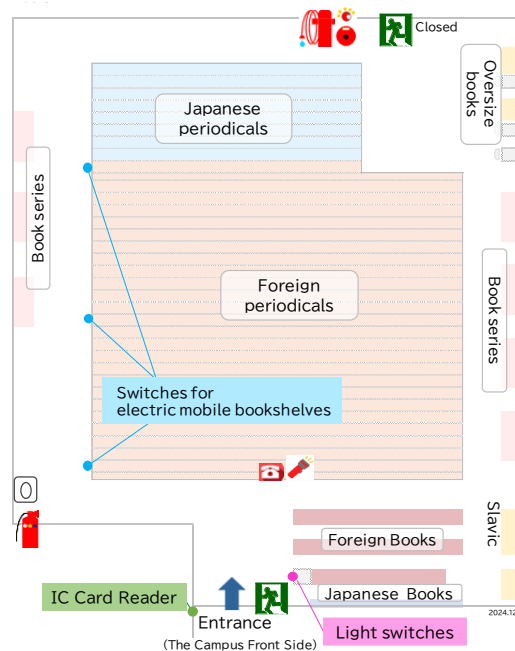 Closed
Oversize
books
Japanese
periodicals
Book series
Foreign
periodicals
Book series
Switches for
electric mobile bookshelves
Slavic
Foreign Books
Japanese Books
IC Card Reader
Entrance
(The Campus Front Side)
Light switches
2024.12